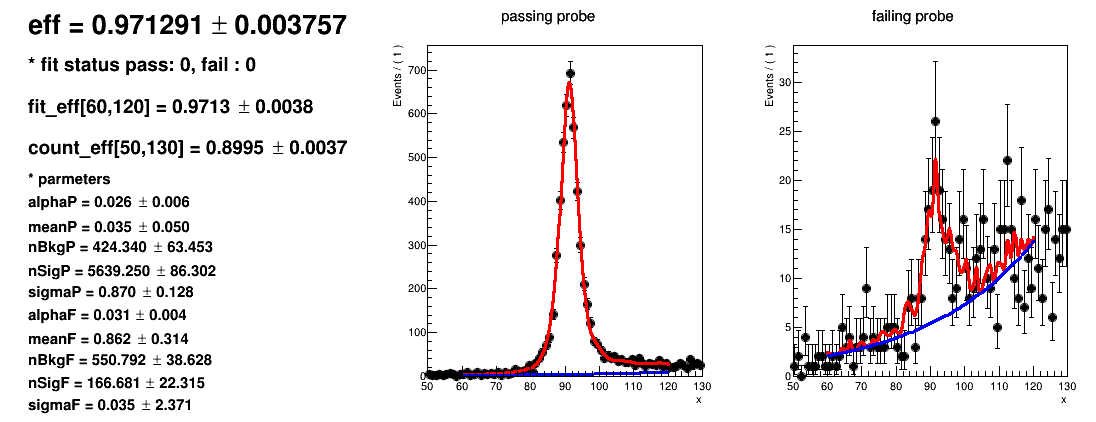 eff = 0.971291 ± 0.003757
* fit status pass: 0, fail : 0
fit_eff[60,120] = 0.9713 ± 0.0038
count_eff[50,130] = 0.8995 ± 0.0037
* parmeters
alphaP = 0.026 ± 0.006
meanP = 0.035 ± 0.050
nBkgP = 424.340 ± 63.453
nSigP = 5639.250 ± 86.302
sigmaP = 0.870 ± 0.128
alphaF = 0.031 ± 0.004
meanF = 0.862 ± 0.314
nBkgF = 550.792 ± 38.628
nSigF = 166.681 ± 22.315
sigmaF = 0.035 ± 2.371
passing probe
Events / ( 1 )
700
600
500
400
300
200
100
0
50 60 70 80 90 100 110 120 130
x
failing probe
Events / ( 1 )
30
25
20
15
10
5
0
50 60 70 80 90 100 110 120 130
x